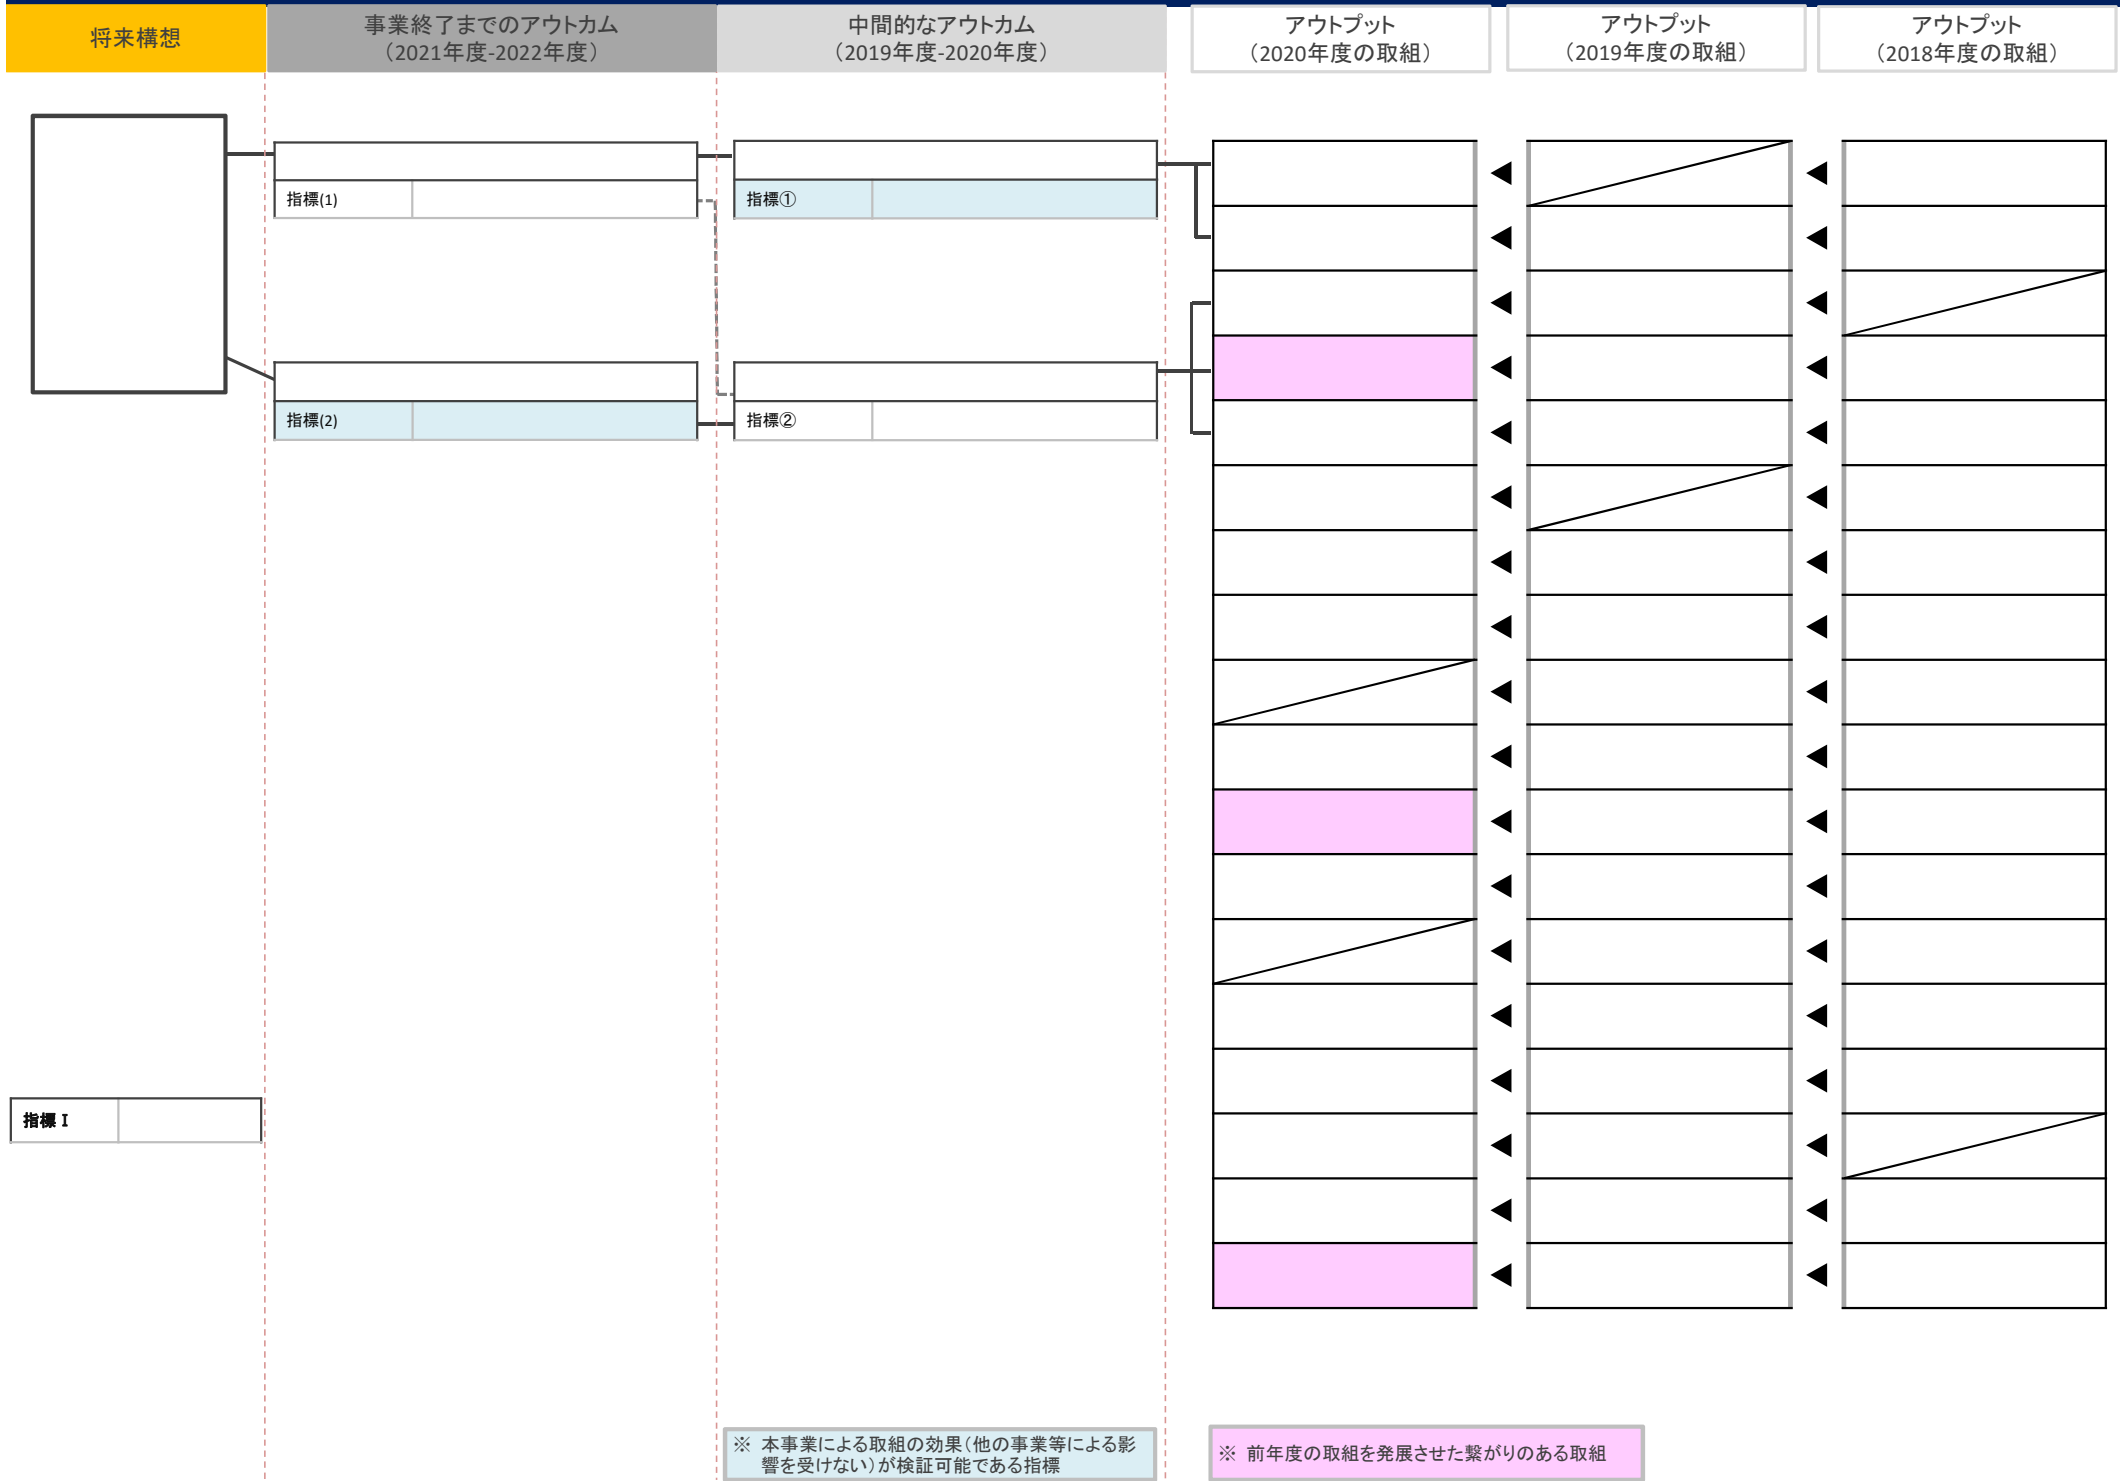 将来構想
事業終了までのアウトカム
（2021年度-2022年度）
中間的なアウトカム
（2019年度-2020年度）
アウトプット
（2020年度の取組）
アウトプット
（2019年度の取組）
アウトプット
（2018年度の取組）
指標(1)
指標①
指標(2)
指標②
指標Ⅰ
※ 本事業による取組の効果（他の事業等による影
響を受けない）が検証可能である指標
※ 前年度の取組を発展させた繋がりのある取組